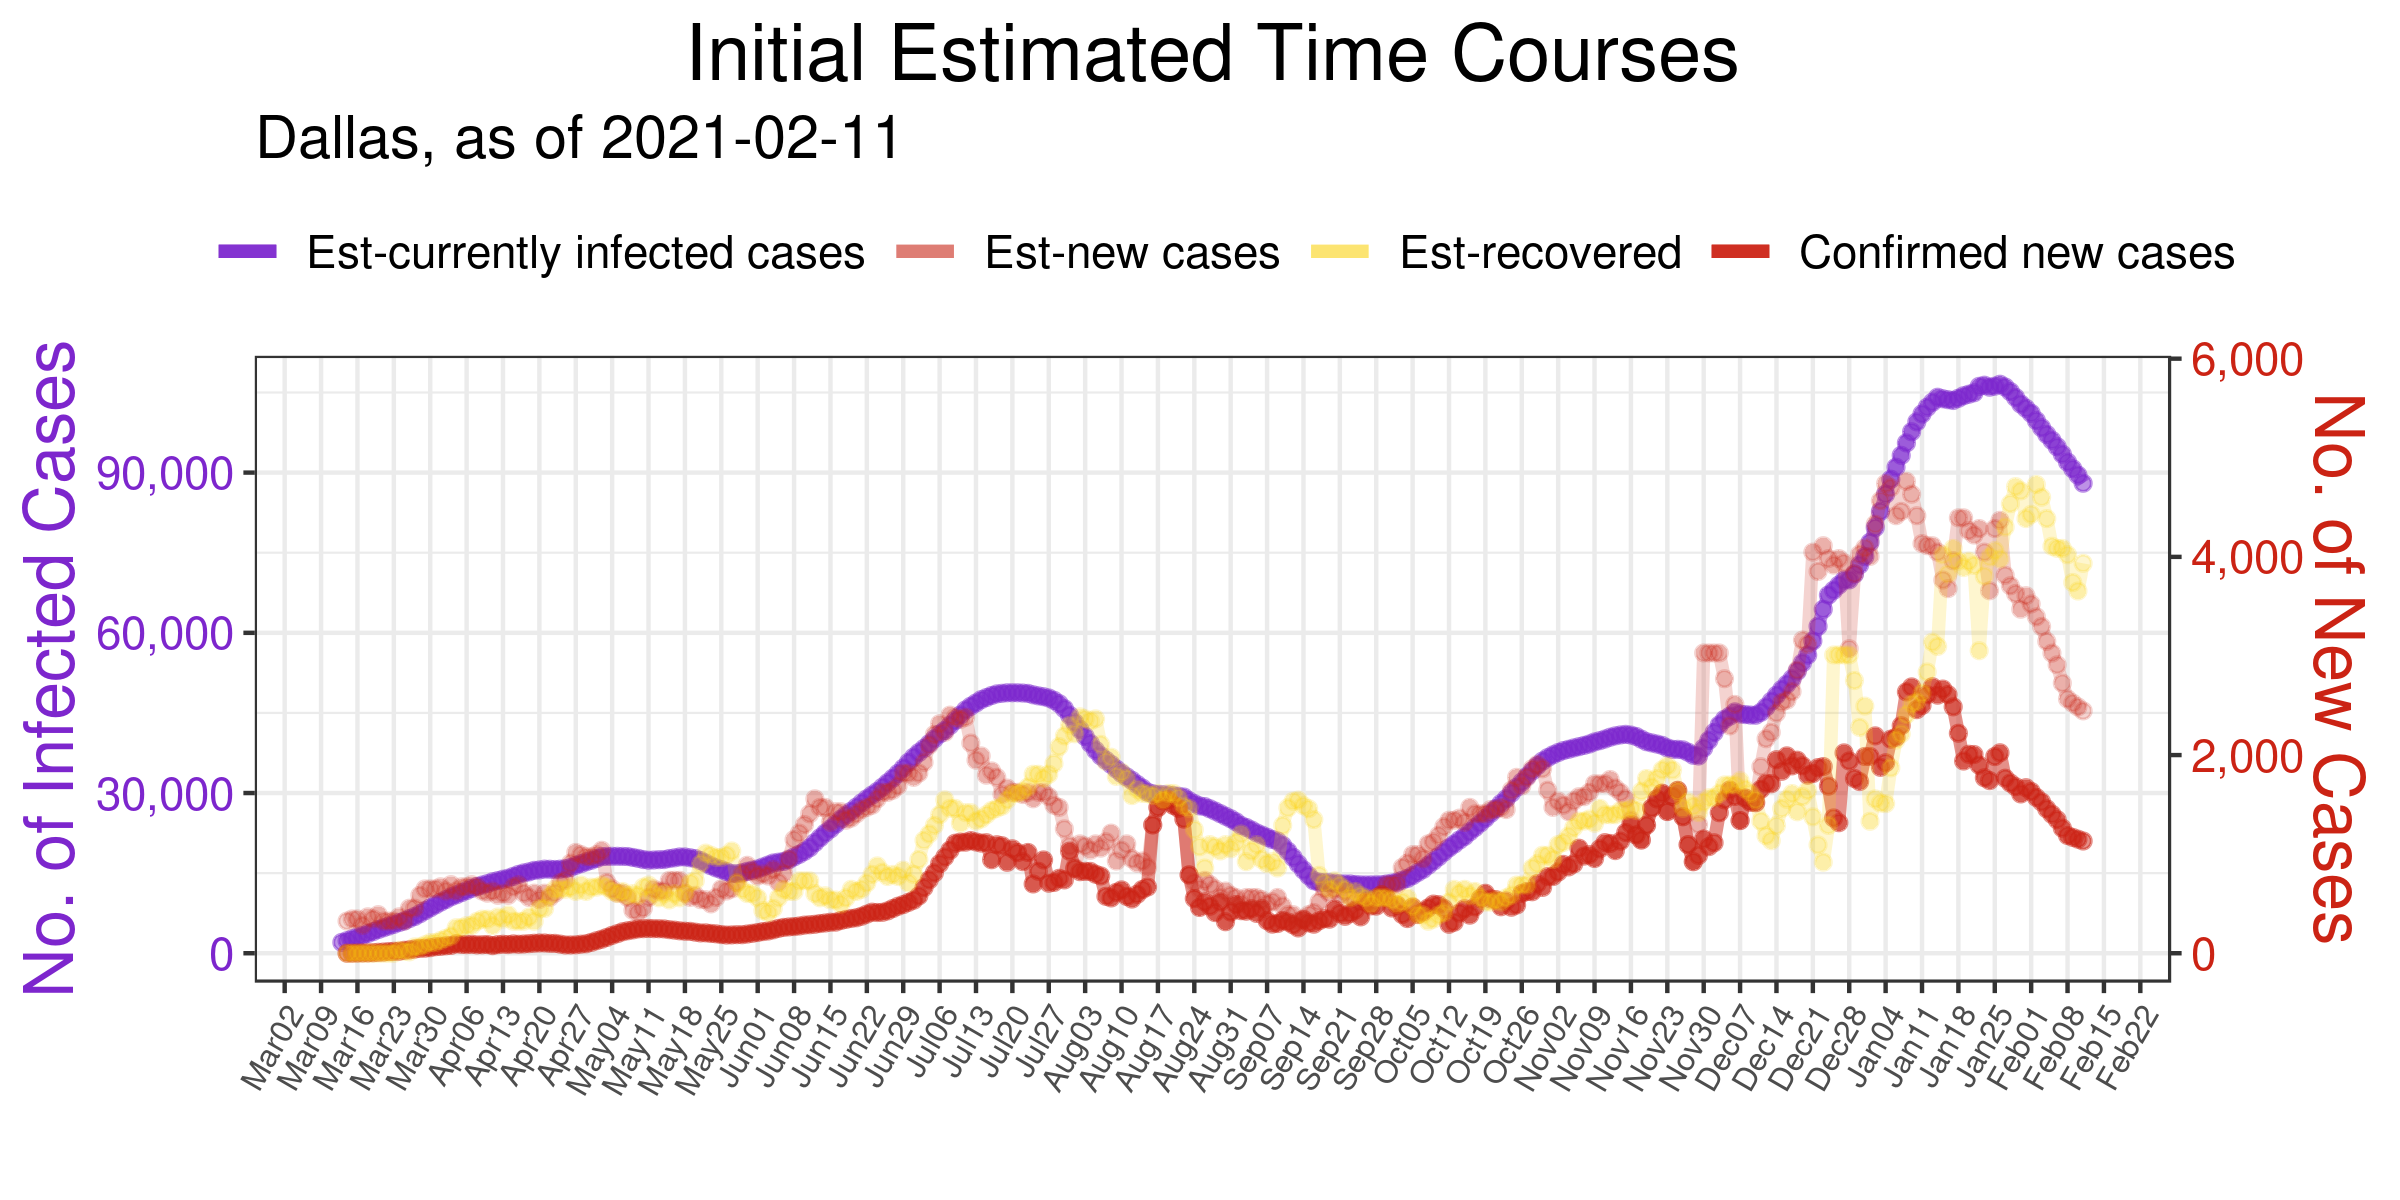 Initial Estimated Time Courses
Dallas, as of 2021-02-11
Est-currently infected cases Est-new cases Est-recovered Confirmed new cases
No. of Infected Cases
90,000
60,000
30,000
0
6,000
4,000
2,000
0
No. of New Cases
Mar02 Mar09 Mar16 Mar23 Mar30 Apr06 Apr13 Apr20 Apr27 May04 May11 May18 May25 Jun01 Jun08 Jun15 Jun22 Jun29 Jul06 Jul13 Jul20 Jul27 Aug03 Aug10 Aug17 Aug24 Aug31 Sep07 Sep14 Sep21 Sep28 Oct05 Oct12 Oct19 Oct26 Nov02 Nov09 Nov16 Nov23 Nov30 Dec07 Dec14 Dec21 Dec28 Jan04 Jan11 Jan18 Jan25 Feb01 Feb08 Feb15 Feb22